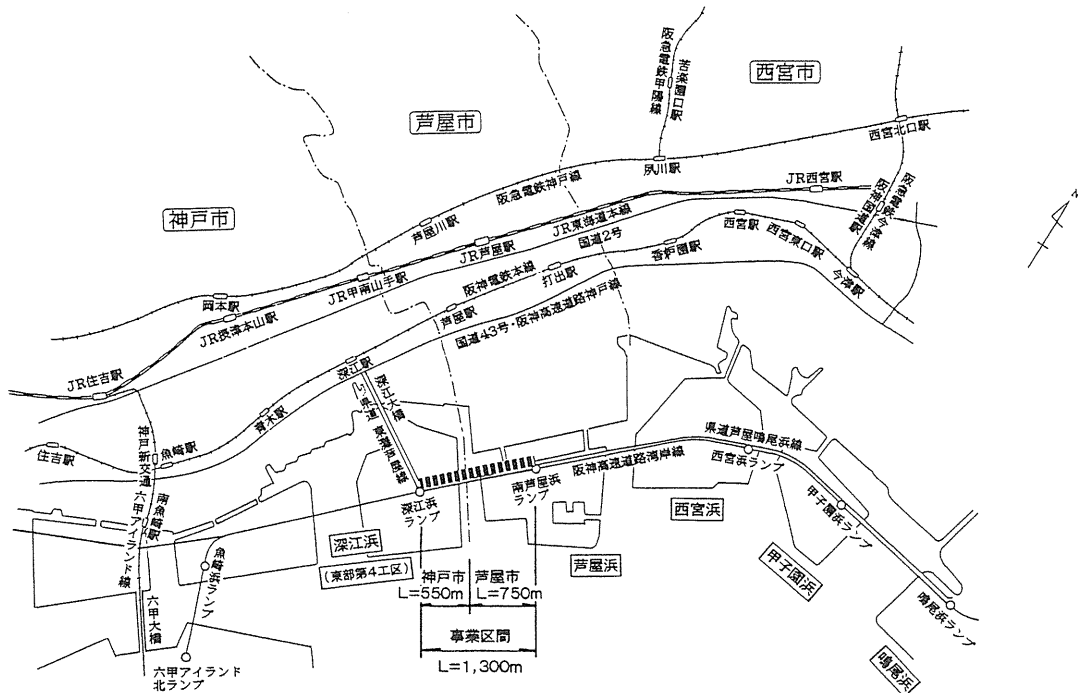 西宮市
芦屋市
神戸市
阪急電鉄甲陽線
苦楽園口駅
西宮北口駅
夙川駅
阪急電鉄神戸線
芦屋川駅
JR西宮駅
阪急電鉄今津線
阪神国道駅
JR東海道本線
JR芦屋駅
国道2号
西宮駅
西宮東口駅
今津駅
香炉園駅
JR甲南山手駅
岡本駅
JR摂津本山駅
阪神電鉄本線
打出駅
芦屋駅
国道43号・阪神高速道路神戸線
JR住吉駅
深江駅
青木駅
魚崎駅
住吉駅
深江大橋
神戸新交通
六甲アイランド線
南魚崎駅
県道芦屋鳴尾浜線
西宮浜ランプ
阪神高速道路湾岸線
南芦屋浜
ランプ
深江浜
ランプ
甲子園浜ランプ
鳴尾浜ランプ
西宮浜
深江浜
(東部第4工区)
芦屋浜
甲子園浜
鳴尾浜
魚崎浜ランプ
六甲大橋
六甲アイランド
北ランプ
神戸市
芦屋市
L=550m
L=750m
事業区間
L=1,300m
N